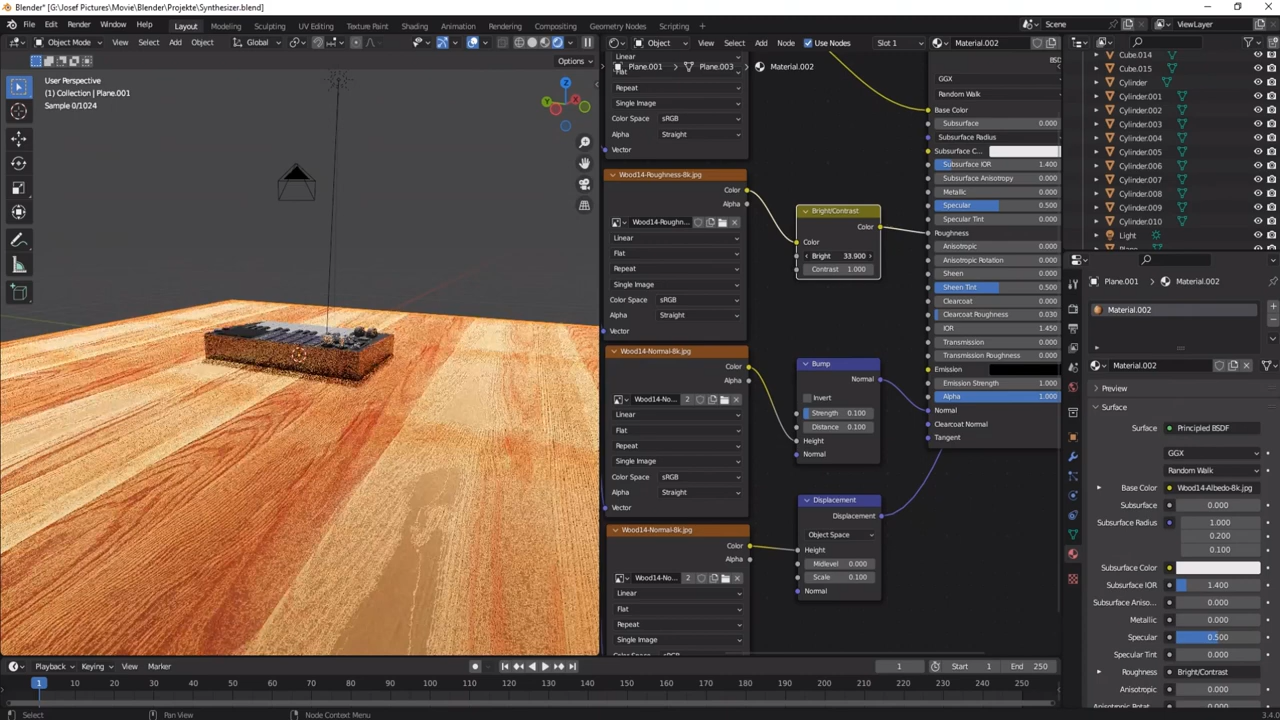 Blender* [G:\Josef Pictures\Movie\Blender\Projekte\Synthesizer.blend]
File Edit Render Window Help Layout Modeling Sculpting UV Editing Texture Paint Shading Animation Rendering Compositing Geometry Nodes Scripting Scene ViewLayer
Object Mode View Select Add Object Global Object View Select Add Node Use Nodes Slot 1 Material.002
Options
User Perspective
(1) Collection | Plane.001
Sample 0/1024
Plane.001 Plane.003 Material.002
Linear
Flat
Repeat
Single Image
Color Space sRGB
Alpha Straight
Vector
Wood14-Roughness-8k.jpg
Color
Alpha
Wood14-Roughn...
Linear
Flat
Repeat
Single Image
Color Space sRGB
Alpha Straight
Vector
Wood14-Normal-8k.jpg
Color
Alpha
Wood14-No... 2
Linear
Flat
Repeat
Single Image
Color Space sRGB
Alpha Straight
Vector
Wood14-Normal-8k.jpg
Color
Alpha
Wood14-No... 2
Linear
Flat
Repeat
Single Image
Bright/Contrast
Color
Color
Bright 33.900
Contrast 1.000
Bump
Normal
Invert
Strength 0.100
Distance 0.100
Height
Normal
Displacement
Displacement
Object Space
Height
Midlevel 0.000
Scale 0.100
Normal
GGX
Random Walk
Base Color
Subsurface 0.000
Subsurface Radius
Subsurface C...
Subsurface IOR 1.400
Subsurface Anisotropy 0.000
Metallic 0.000
Specular 0.500
Specular Tint 0.000
Roughness
Anisotropic 0.000
Anisotropic Rotation 0.000
Sheen 0.000
Sheen Tint 0.500
Clearcoat 0.000
Clearcoat Roughness 0.030
IOR 1.450
Transmission 0.000
Transmission Roughness 0.000
Emission
Emission Strength 1.000
Alpha 1.000
Normal
Clearcoat Normal
Tangent
Cube.014
Cube.015
Cylinder
Cylinder.001
Cylinder.002
Cylinder.003
Cylinder.004
Cylinder.005
Cylinder.006
Cylinder.007
Cylinder.008
Cylinder.009
Cylinder.010
Light
Plane.001 Material.002
Material.002
Material.002
Preview
Surface
Surface Principled BSDF
GGX
Random Walk
Base Color Wood14-Albedo-8k.jpg
Subsurface 0.000
Subsurface Radius 1.000
0.200
0.100
Subsurface Color
Subsurface IOR 1.400
Subsurface Aniso... 0.000
Metallic 0.000
Specular 0.500
Specular Tint 0.000
Roughness Bright/Contrast
Anisotropic 0.000
Playback Keying View Marker 1 Start 1 End 250
1 10 20 30 40 50 60 70 80 90 100 110 120 130 140 150 160 170 180 190 200 210 220 230 240 250
Select Pan View Node Context Menu 3.4.0